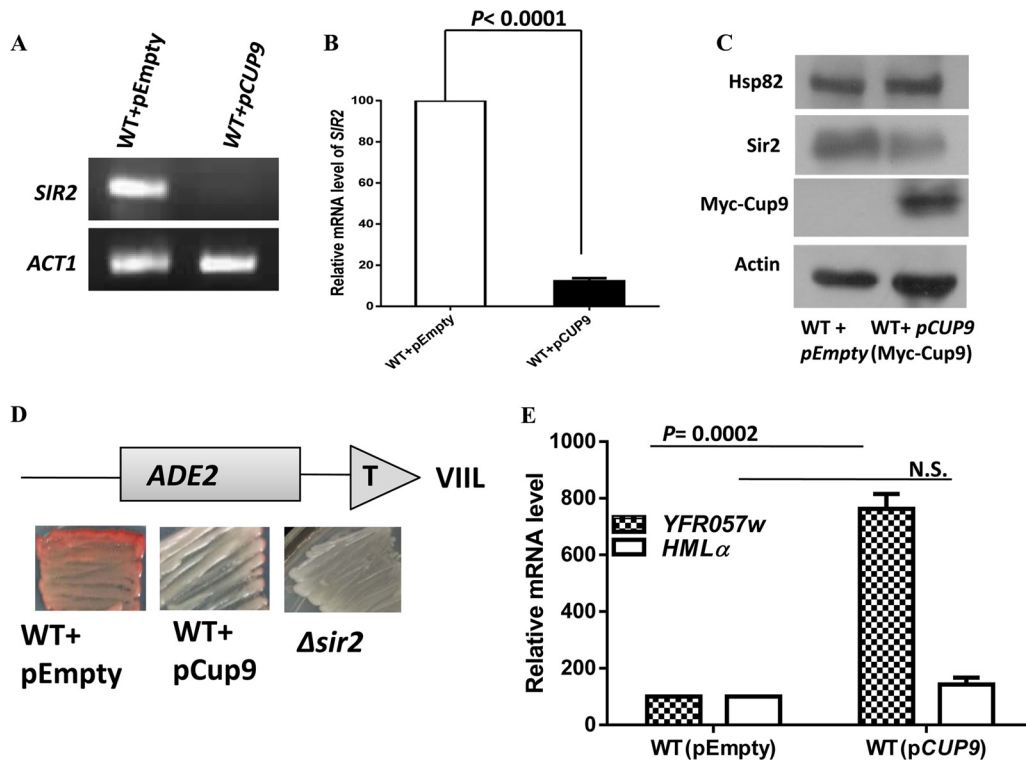 A
WT+pEmpty
WT+pCUP9
SIR2
ACT1
B
P< 0.0001
Relative mRNA level of SIR2
100
80
60
40
20
0
WT+pEmpty
WT+pCUP9
C
Hsp82
Sir2
Myc-Cup9
Actin
WT + WT+ pCUP9
pEmpty (Myc-Cup9)
D
ADE2 T VIIL
WT+ WT+ Δsir2
pEmpty pCup9
E
P= 0.0002
N.S.
Relative mRNA level
1000
800
600
400
200
0
YFR057w
HMLα
WT(pEmpty) WT(pCUP9)